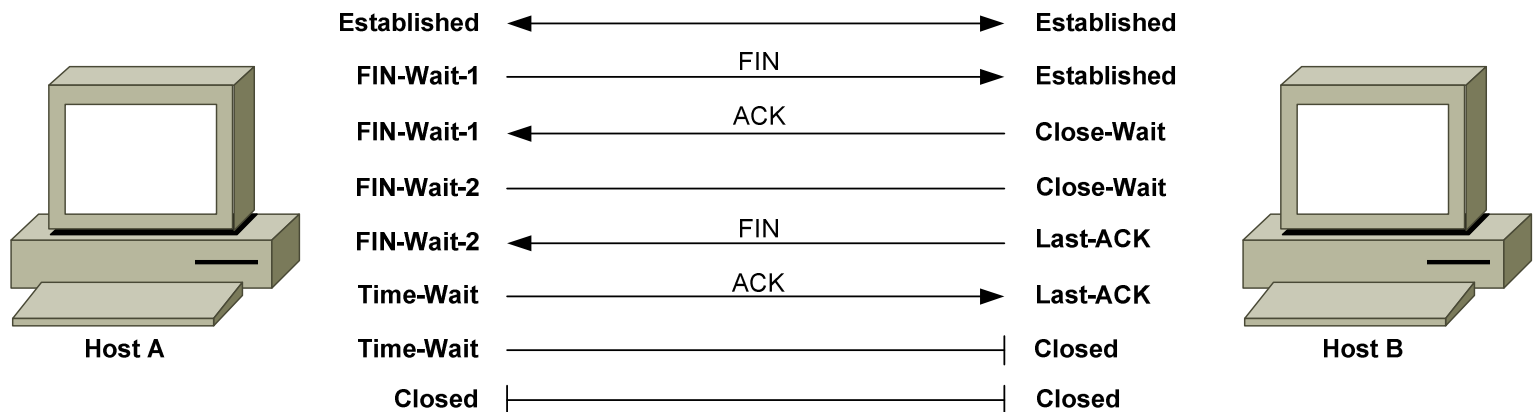 Established Established
FIN-Wait-1 FIN Established
FIN-Wait-1 ACK Close-Wait
FIN-Wait-2 Close-Wait
FIN-Wait-2 FIN Last-ACK
Time-Wait ACK Last-ACK
Host A Time-Wait Closed Host B
Closed Closed